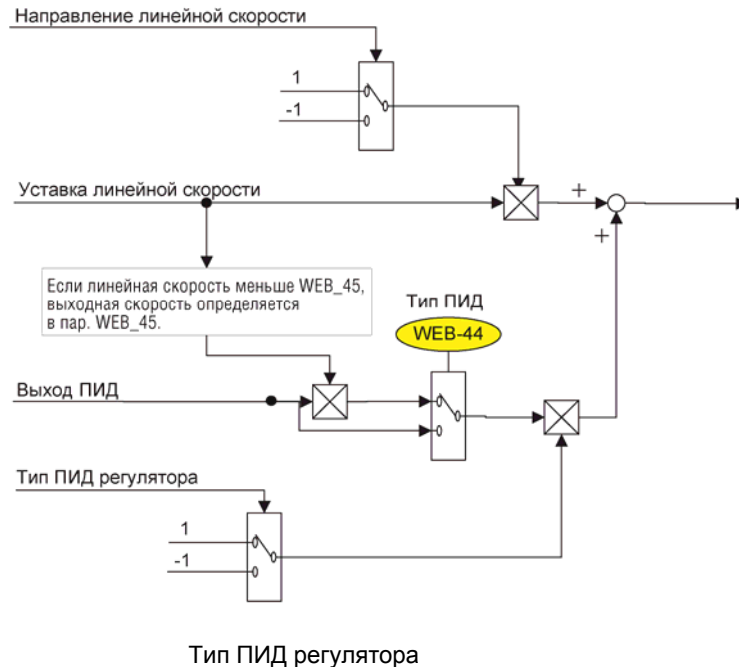 Направление линейной скорости
1
-1
Уставка линейной скорости
+
+
Если линейная скорость меньше WEB_45,
выходная скорость определяется
в пар. WEB_45.
Тип ПИД
WEB-44
Выход ПИД
Тип ПИД регулятора
1
-1
Тип ПИД регулятора